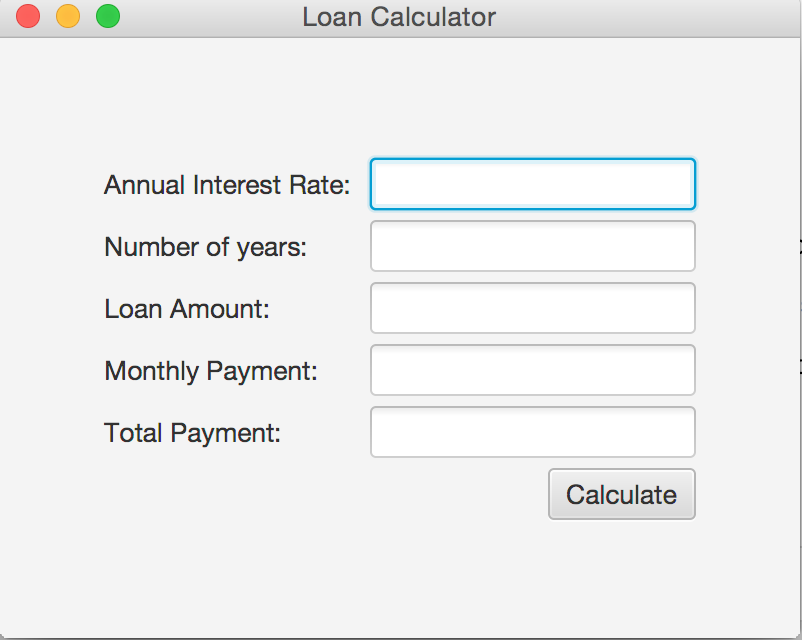 Loan Calculator
Annual Interest Rate:
Number of years:
Loan Amount:
Monthly Payment:
Total Payment:
Calculate